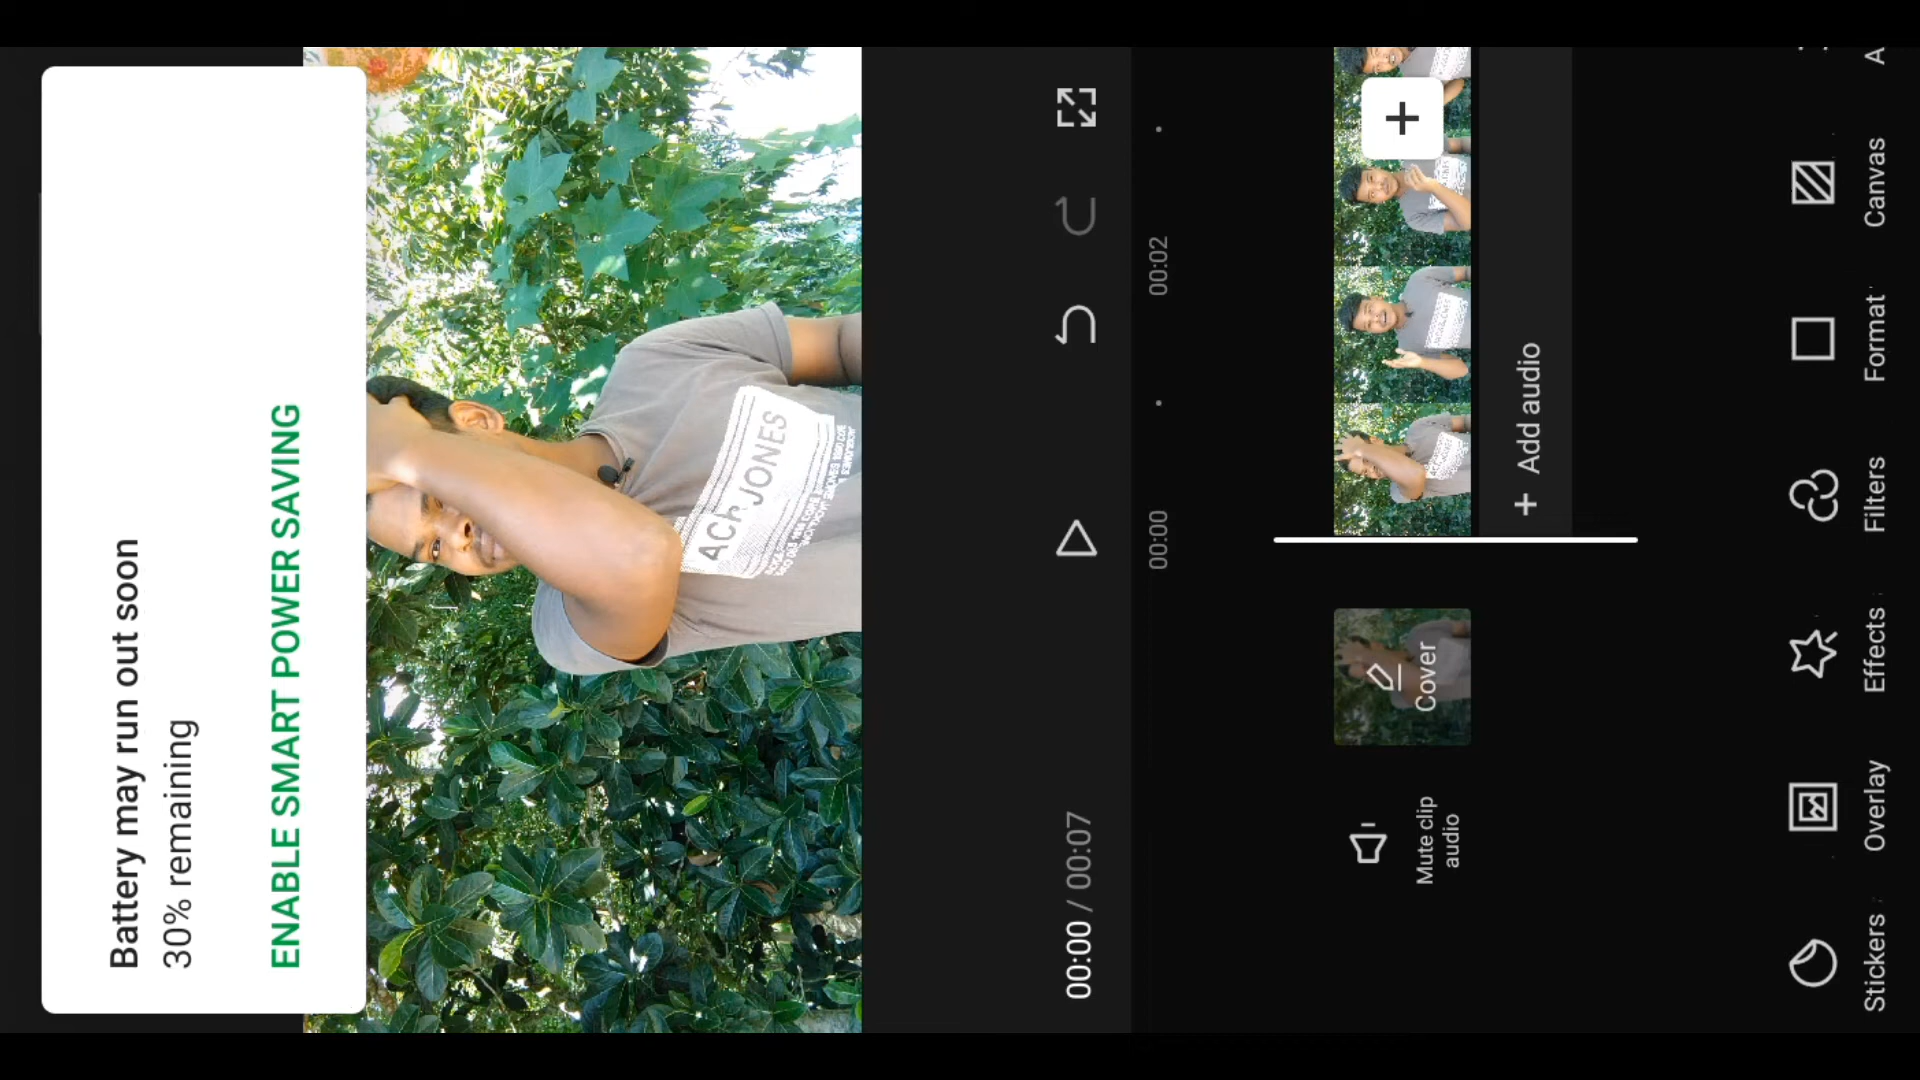 Battery may run out soon
30% remaining
ENABLE SMART POWER SAVING
JONES
00:00 / 00:07
00:00
00:02
Mute clip
audio
Cover
+ Add audio
Stickers
Overlay
Effects
Filters
Format
Canvas
A